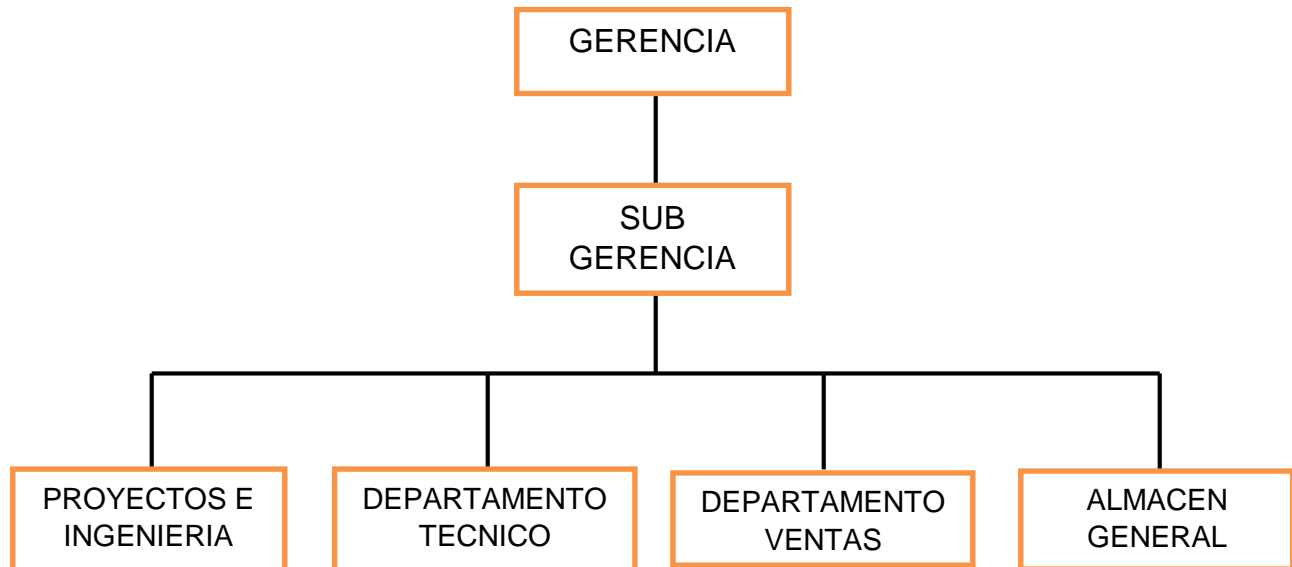 GERENCIA
SUB
GERENCIA
PROYECTOS E
INGENIERIA
DEPARTAMENTO
TECNICO
DEPARTAMENTO
VENTAS
ALMACEN
GENERAL